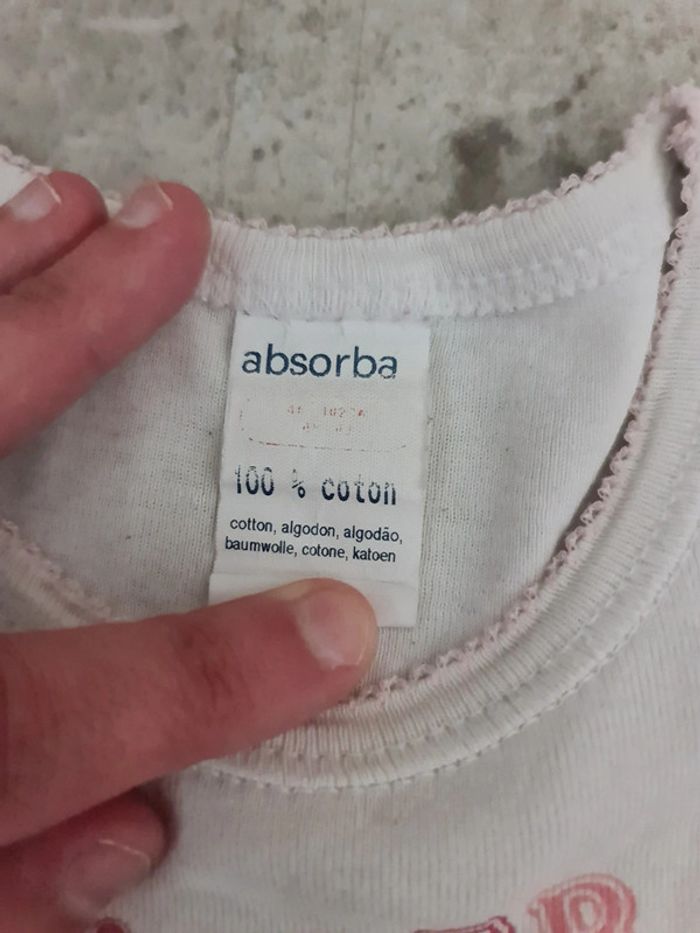 absorba
100 % coton
cotton, algodon, algodão,
baumwolle, cotone, katoen